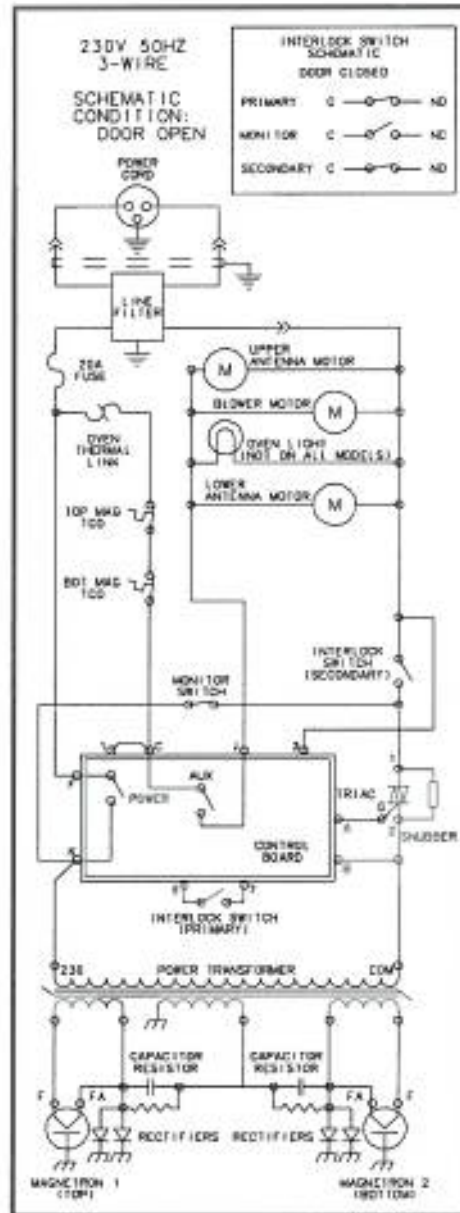 230V 50HZ
3-WIRE
SCHEMATIC
CONDITION:
DOOR OPEN
INTERLOCK SWITCH
SCHEMATIC
DOOR CLOSED
PRIMARY C NO
MONITOR C NO
SECONDARY C NO
POWER
CORD
LINE
FILTER
20A
FUSE
OVEN
THERMAL
LINK
TOP MAG
TCO
BOT MAG
TCO
UPPER
ANTENNA MOTOR
M
BLOWER MOTOR
M
OVEN LIGHT
(NOT ON ALL MODELS)
LOWER
ANTENNA MOTOR
M
INTERLOCK
SWITCH
(SECONDARY)
MONITOR
SWITCH
POWER
AUX
CONTROL
BOARD
TRIAC
G
SNUBBER
INTERLOCK SWITCH
(PRIMARY)
230 POWER TRANSFORMER COM
CAPACITOR
RESISTOR
CAPACITOR
RESISTOR
F FA
FA F
RECTIFIERS RECTIFIERS
MAGNETRON 1
(TOP)
MAGNETRON 2
(BOTTOM)